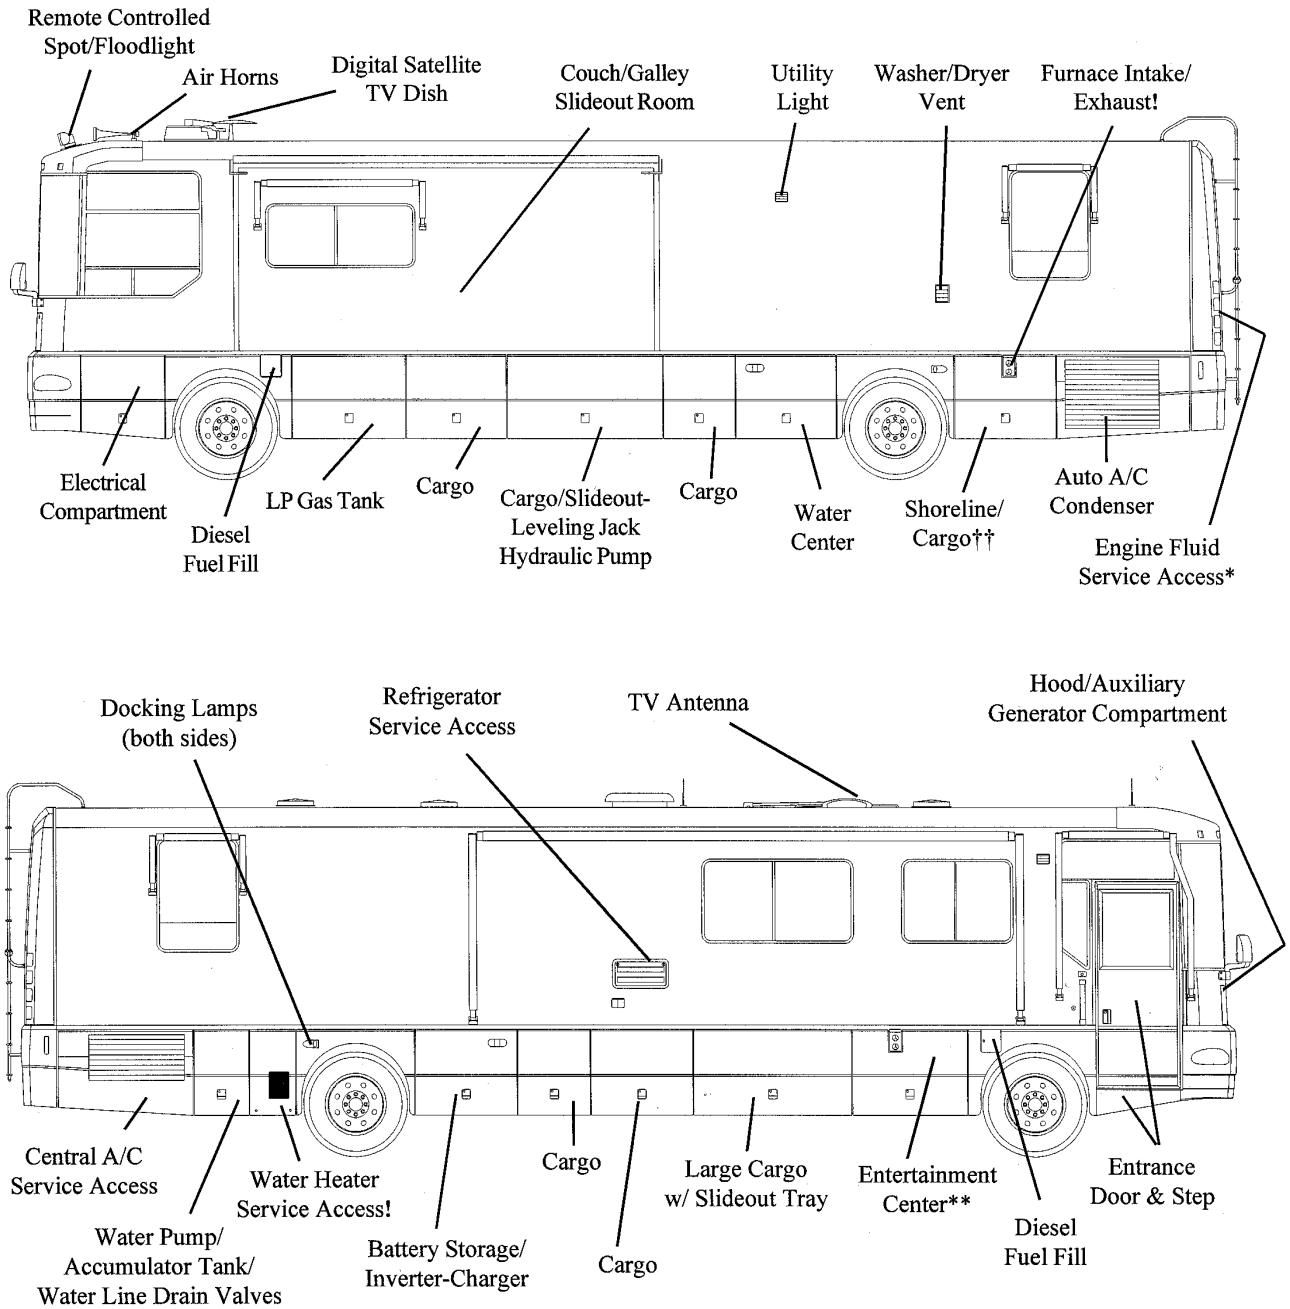 Remote Controlled
Spot/Floodlight
Air Horns
Digital Satellite
TV Dish
Couch/Galley
Slideout Room
Utility
Light
Washer/Dryer
Vent
Furnace Intake/
Exhaust!
Electrical
Compartment
Diesel
Fuel Fill
LP Gas Tank
Cargo
Cargo/Slideout-
Leveling Jack
Hydraulic Pump
Cargo
Water
Center
Shoreline/
Cargo††
Auto A/C
Condenser
Engine Fluid
Service Access*
Docking Lamps
(both sides)
Refrigerator
Service Access
TV Antenna
Hood/Auxiliary
Generator Compartment
Central A/C
Service Access
Water Pump/
Accumulator Tank/
Water Line Drain Valves
Water Heater
Service Access!
Battery Storage/
Inverter-Charger
Cargo
Cargo
Large Cargo
w/ Slideout Tray
Entertainment
Center**
Diesel
Fuel Fill
Entrance
Door & Step